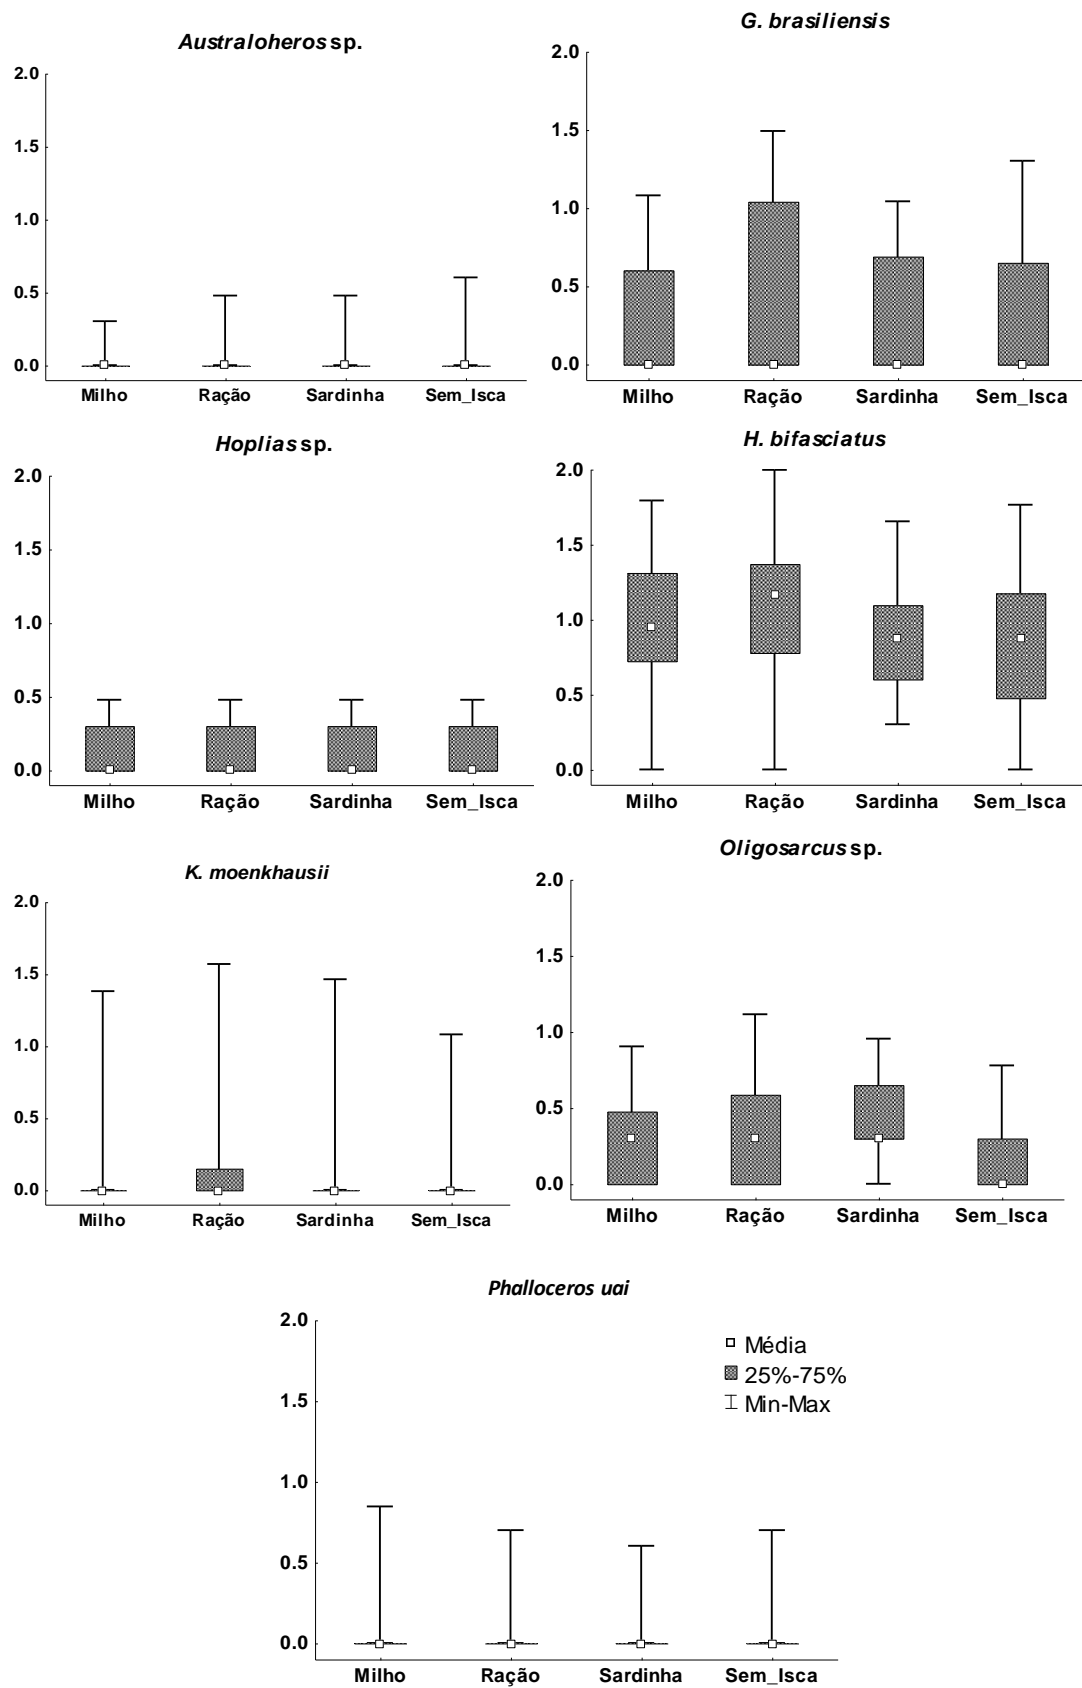 Australoheros sp.
2.0
1.5
1.0
0.5
0.0
Milho Ração Sardinha Sem_Isca
G. brasiliensis
2.0
1.5
1.0
0.5
0.0
Milho Ração Sardinha Sem_Isca
Hoplias sp.
2.0
1.5
1.0
0.5
0.0
Milho Ração Sardinha Sem_Isca
H. bifasciatus
2.0
1.5
1.0
0.5
0.0
Milho Ração Sardinha Sem_Isca
K. moenkhausii
2.0
1.5
1.0
0.5
0.0
Milho Ração Sardinha Sem_Isca
Oligosarcus sp.
2.0
1.5
1.0
0.5
0.0
Milho Ração Sardinha Sem_Isca
Phalloceros uai
2.0
1.5
1.0
0.5
0.0
Média
25%-75%
Min-Max
Milho Ração Sardinha Sem_Isca